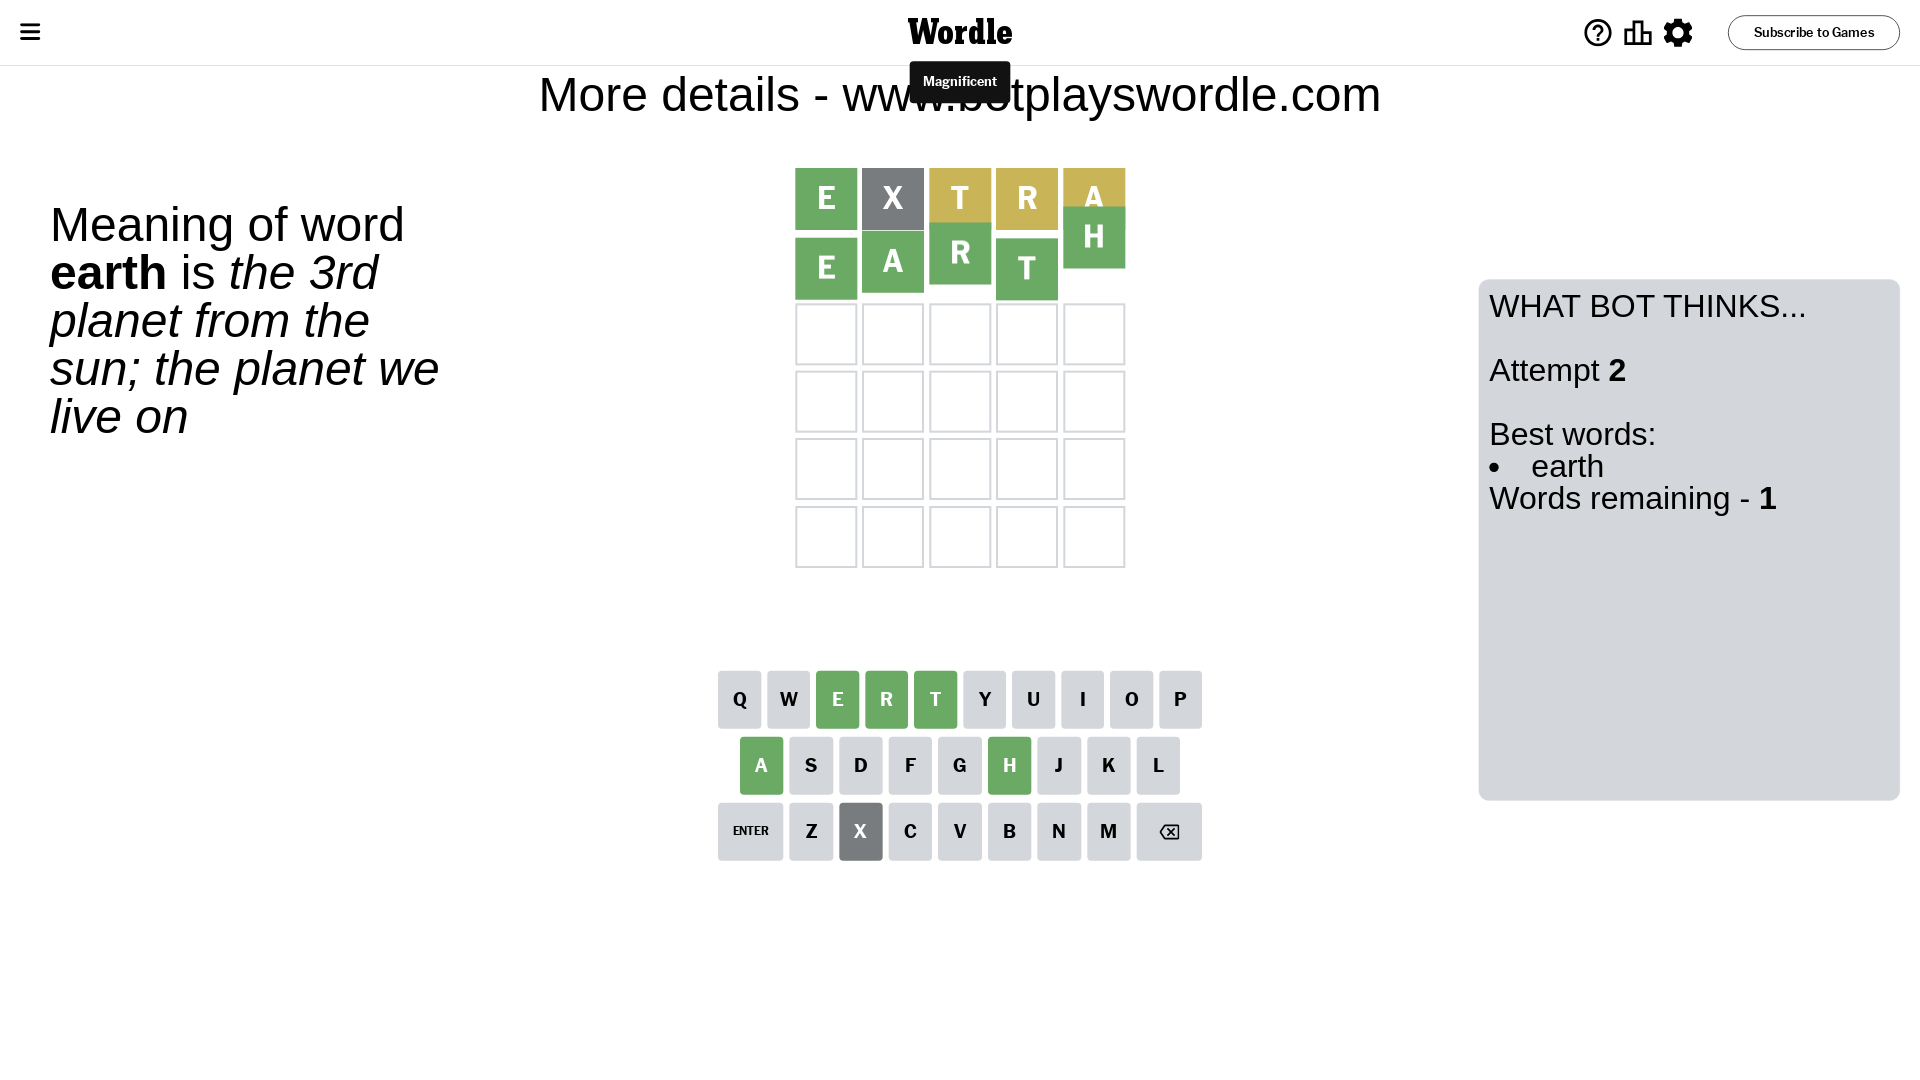 Wordle
Subscribe to Games
Magnificent
More details - www.botplayswordle.com
Meaning of word
earth is the 3rd
planet from the
sun; the planet we
live on
E X T R A
E A R T H
WHAT BOT THINKS...
Attempt 2
Best words:
• earth
Words remaining - 1
Q W E R T Y U I O P
A S D F G H J K L
ENTER Z X C V B N M